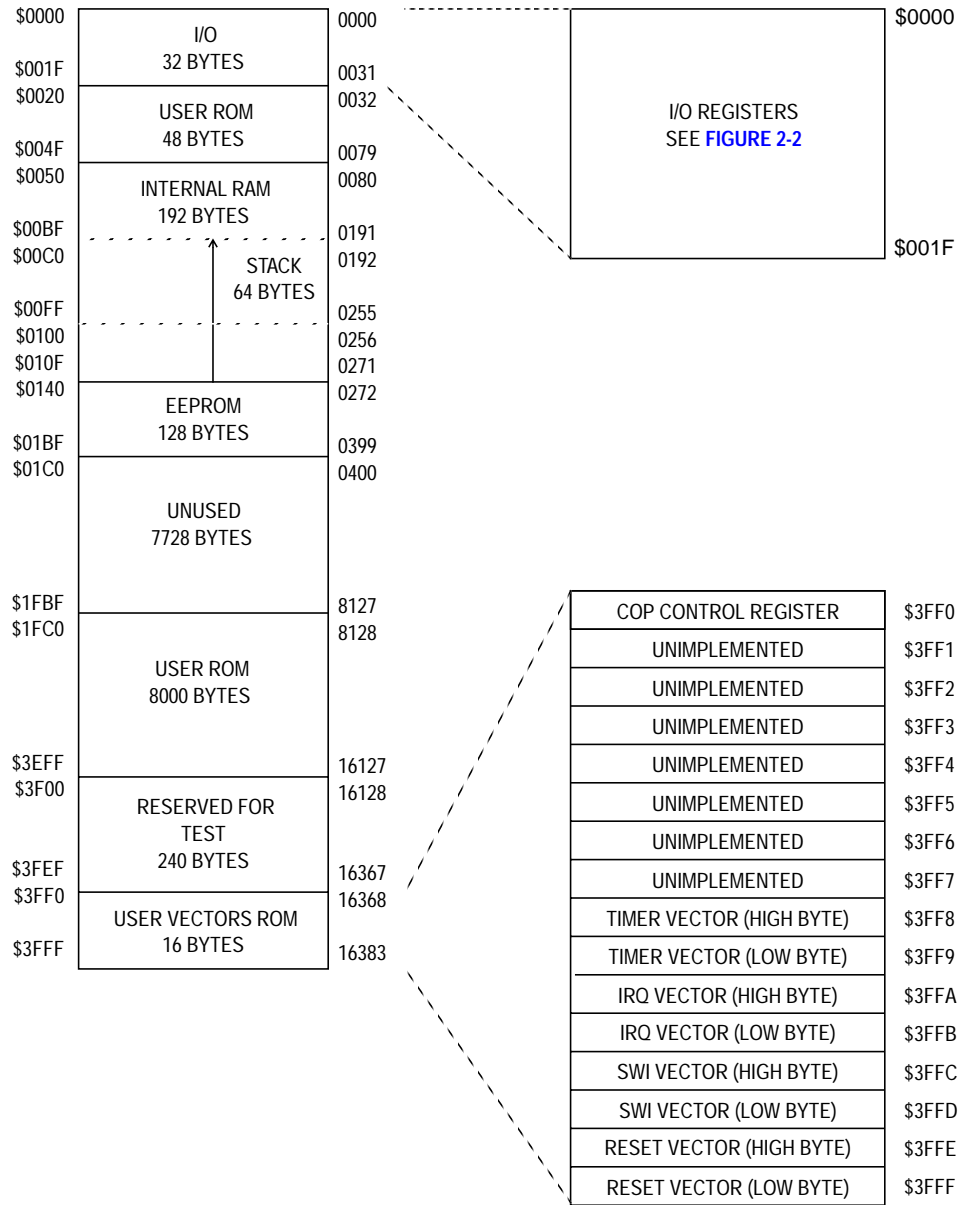 $0000
I/O
32 BYTES
0000
$001F
0031
$0020
0032
USER ROM
48 BYTES
$004F
0079
$0050
0080
INTERNAL RAM
192 BYTES
$00BF
0191
$00C0
0192
STACK
64 BYTES
$00FF
0255
$0100
0256
$010F
0271
$0140
0272
EEPROM
128 BYTES
$01BF
0399
$01C0
0400
UNUSED
7728 BYTES
$1FBF
8127
$1FC0
8128
USER ROM
8000 BYTES
$3EFF
16127
$3F00
16128
RESERVED FOR
TEST
240 BYTES
$3FEF
16367
$3FF0
16368
USER VECTORS ROM
16 BYTES
$3FFF
16383
$0000
I/O REGISTERS
SEE FIGURE 2-2
$001F
COP CONTROL REGISTER $3FF0
UNIMPLEMENTED $3FF1
UNIMPLEMENTED $3FF2
UNIMPLEMENTED $3FF3
UNIMPLEMENTED $3FF4
UNIMPLEMENTED $3FF5
UNIMPLEMENTED $3FF6
UNIMPLEMENTED $3FF7
TIMER VECTOR (HIGH BYTE) $3FF8
TIMER VECTOR (LOW BYTE) $3FF9
IRQ VECTOR (HIGH BYTE) $3FFA
IRQ VECTOR (LOW BYTE) $3FFB
SWI VECTOR (HIGH BYTE) $3FFC
SWI VECTOR (LOW BYTE) $3FFD
RESET VECTOR (HIGH BYTE) $3FFE
RESET VECTOR (LOW BYTE) $3FFF